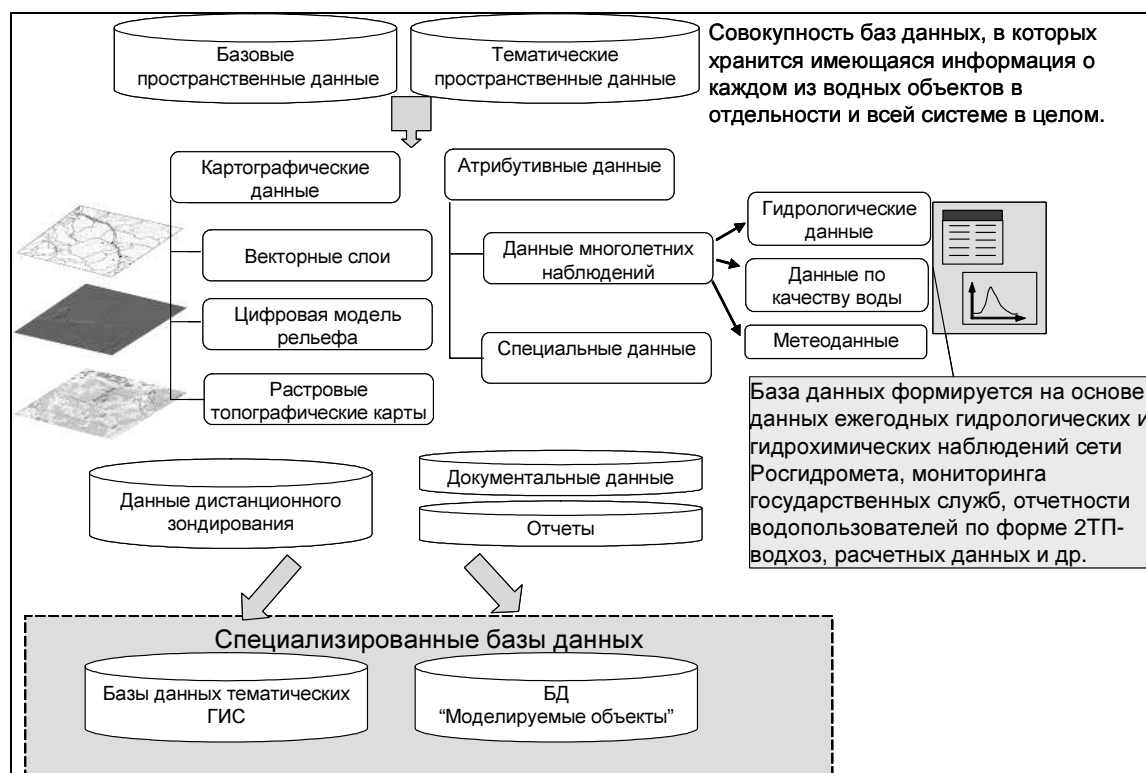 Базовые
пространственные данные
Тематические
пространственные данные
Совокупность баз данных, в которых
хранится имеющаяся информация о
каждом из водных объектов в
отдельности и всей системе в целом.
Картографические
данные
Атрибутивные данные
Векторные слои
Цифровая модель
рельефа
Растровые
топографические карты
Данные многолетних
наблюдений
Специальные данные
Гидрологические
данные
Данные по
качеству воды
Метеоданные
База данных формируется на основе
данных ежегодных гидрологических и
гидрохимических наблюдений сети
Росгидромета, мониторинга
государственных служб, отчетности
водопользователей по форме 2ТП-
водхоз, расчетных данных и др.
Данные дистанционного
зондирования
Документальные данные
Отчеты
Специализированные базы данных
Базы данных тематических
ГИС
БД
“Моделируемые объекты”